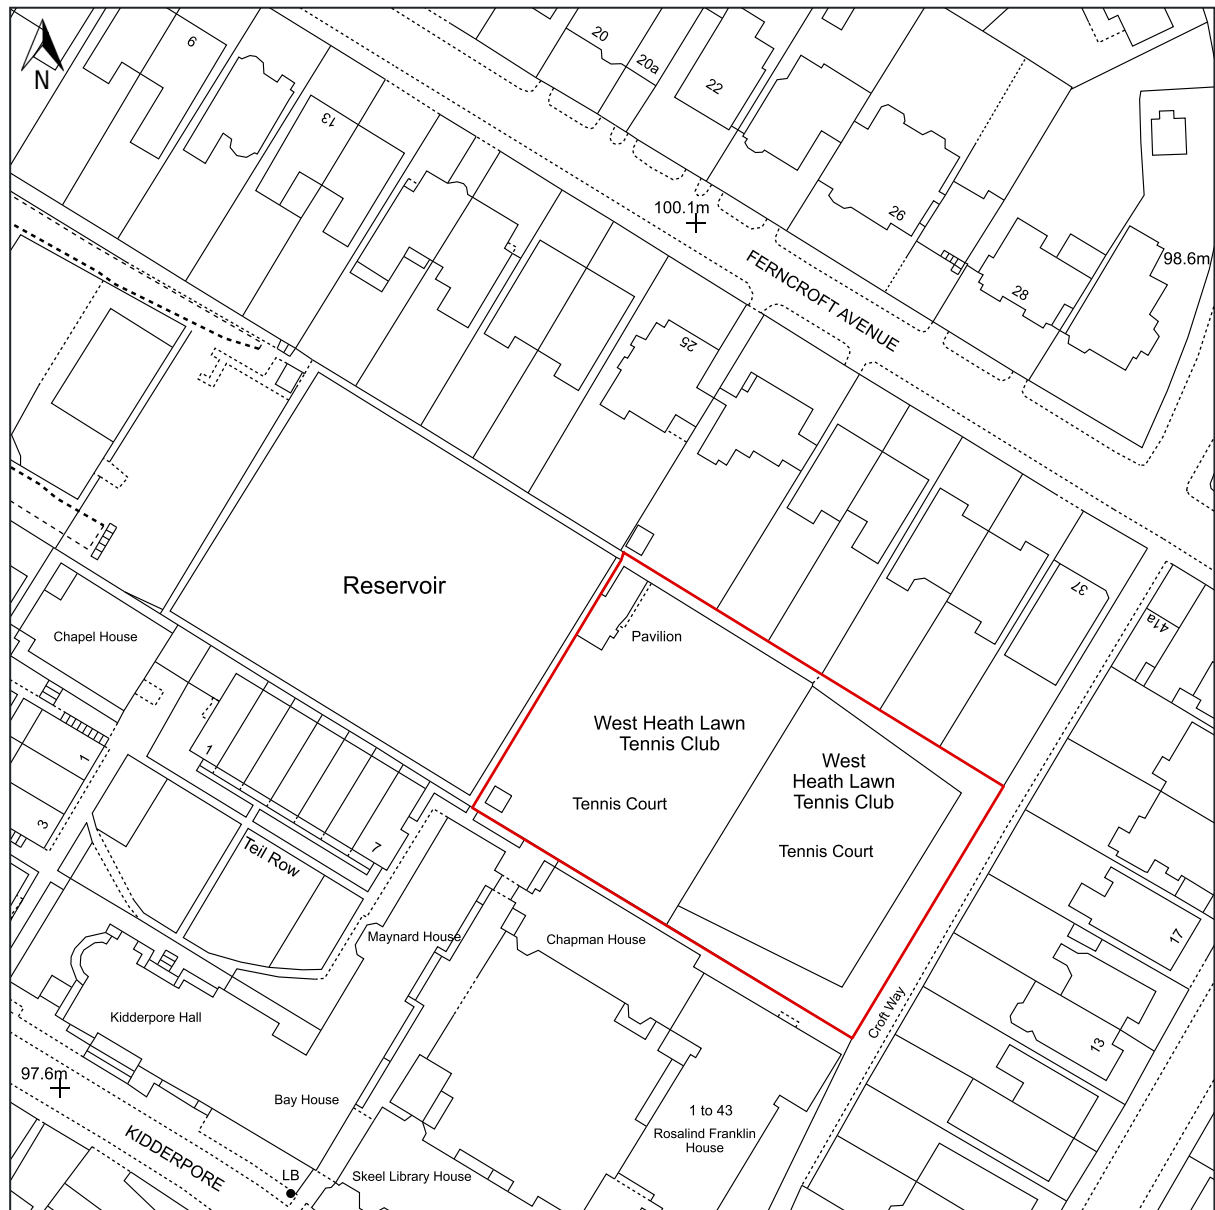 N
9
13
20
20a
22
100.1m
26
98.6m
FERNCROFT AVENUE
28
25
37
41a
Reservoir
Chapel House
Pavilion
West Heath Lawn
Tennis Club
West
Heath Lawn
Tennis Club
Tennis Court
Tennis Court
1
1
3
7
Teil Row
Maynard House
Chapman House
17
Kidderpore Hall
Croft Way
13
97.6m
Bay House
1 to 43
Rosalind Franklin
House
KIDDERPORE
LB
Skeel Library House